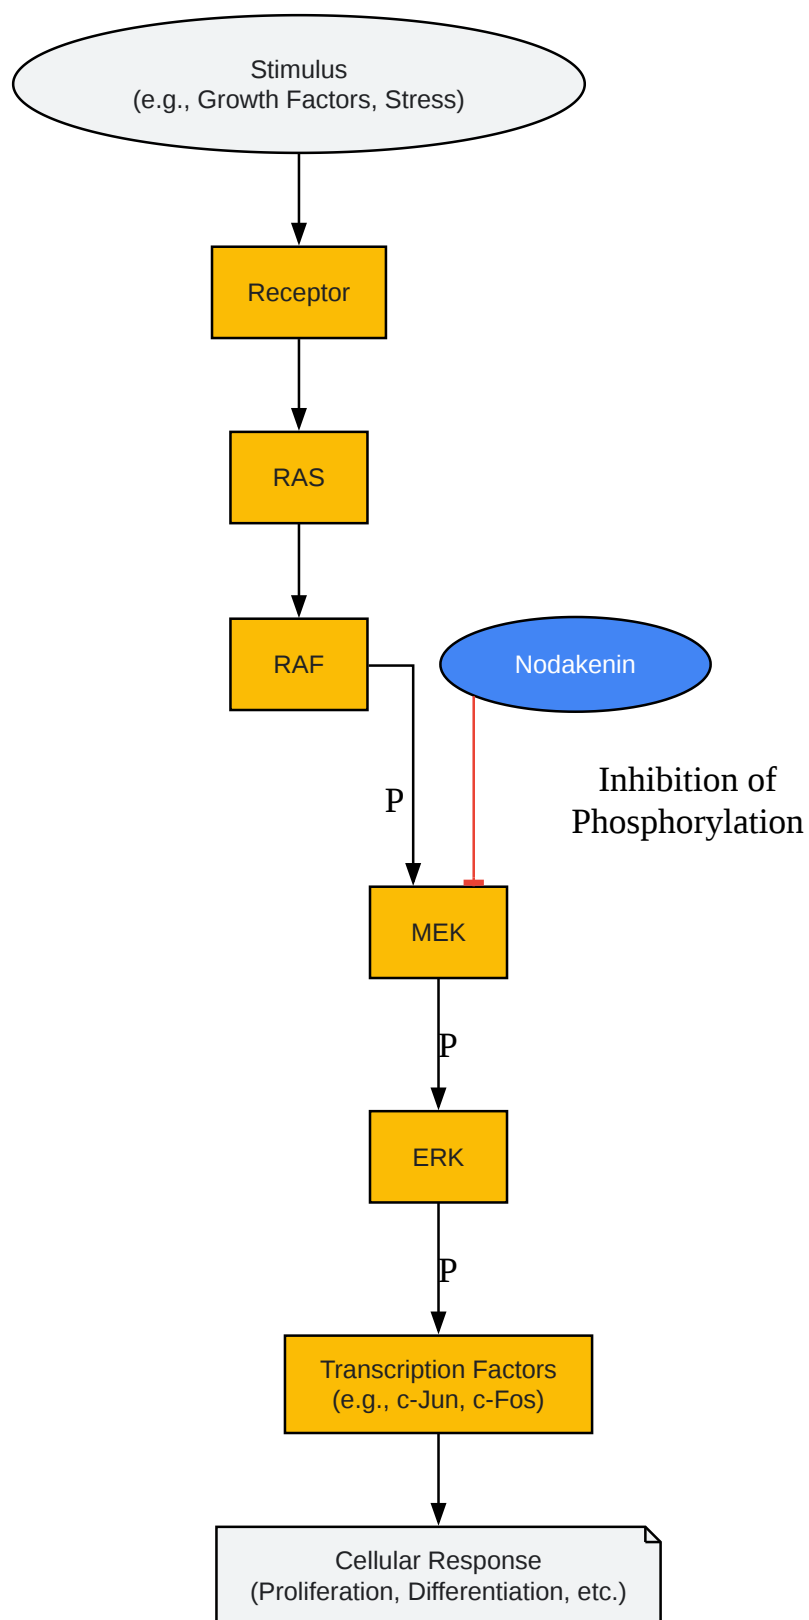 Stimulus
(e.g., Growth Factors, Stress)
Receptor
RAS
RAF
Nodakenin
Inhibition of
Phosphorylation
P
MEK
P
ERK
P
Transcription Factors
(e.g., c-Jun, c-Fos)
Cellular Response
(Proliferation, Differentiation, etc.)